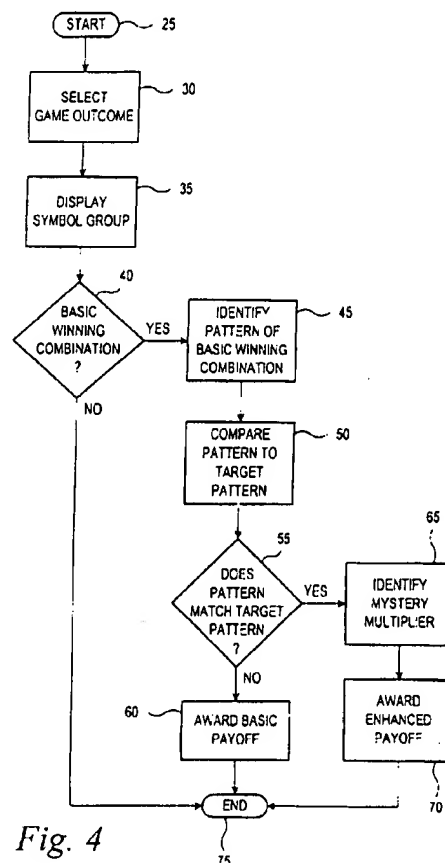 START
25
30
SELECT
GAME OUTCOME
35
DISPLAY
SYMBOL GROUP
40
BASIC
WINNING
COMBINATION
?
YES
NO
45
IDENTIFY
PATTERN OF
BASIC WINNING
COMBINATION
50
COMPARE
PATTERN TO
TARGET
PATTERN
55
DOES
PATTERN
MATCH TARGET
PATTERN
?
YES
NO
65
IDENTIFY
MYSTERY
MULTIPLIER
60
AWARD BASIC
PAYOFF
AWARD
ENHANCED
PAYOFF
70
END
75
Fig. 4